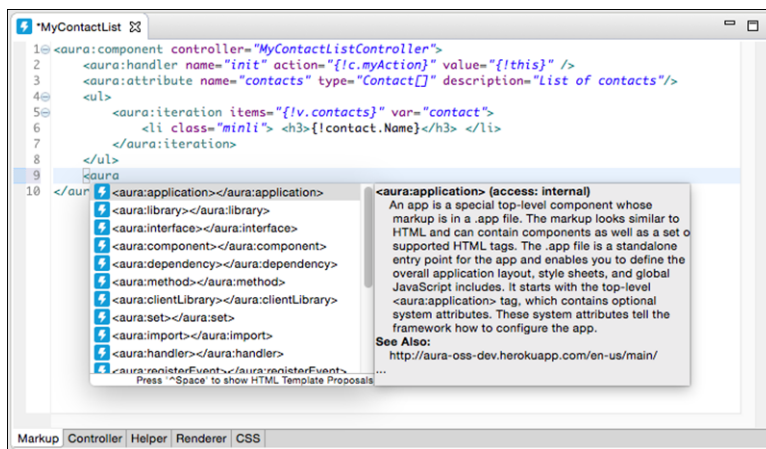 *MyContactList
1 <aura:component controller="MyContactListController">
2 <aura:handler name="init" action="{!c.myAction}" value="{!this}" />
3 <aura:attribute name="contacts" type="Contact[]" description="List of contacts"/>
4 <ul>
5 <aura:iteration items="{!v.contacts}" var="contact">
6 <li class="minli"> <h3>{!contact.Name}</h3> </li>
7 </aura:iteration>
8 </ul>
9 <aura
10 </aur
<aura:application></aura:application>
<aura:library></aura:library>
<aura:interface></aura:interface>
<aura:component></aura:component>
<aura:dependency></aura:dependency>
<aura:method></aura:method>
<aura:clientLibrary></aura:clientLibrary>
<aura:set></aura:set>
<aura:import></aura:import>
<aura:handler></aura:handler>
<aura:registerEvent></aura:registerEvent>
Press '^Space' to show HTML Template Proposals
<aura:application> (access: internal)
An app is a special top-level component whose
markup is in a .app file. The markup looks similar to
HTML and can contain components as well as a set o
supported HTML tags. The .app file is a standalone
entry point for the app and enables you to define the
overall application layout, style sheets, and global
JavaScript includes. It starts with the top-level
<aura:application> tag, which contains optional
system attributes. These system attributes tell the
framework how to configure the app.
See Also:
http://aura-oss-dev.herokuapp.com/en-us/main/
...
Markup Controller Helper Renderer CSS